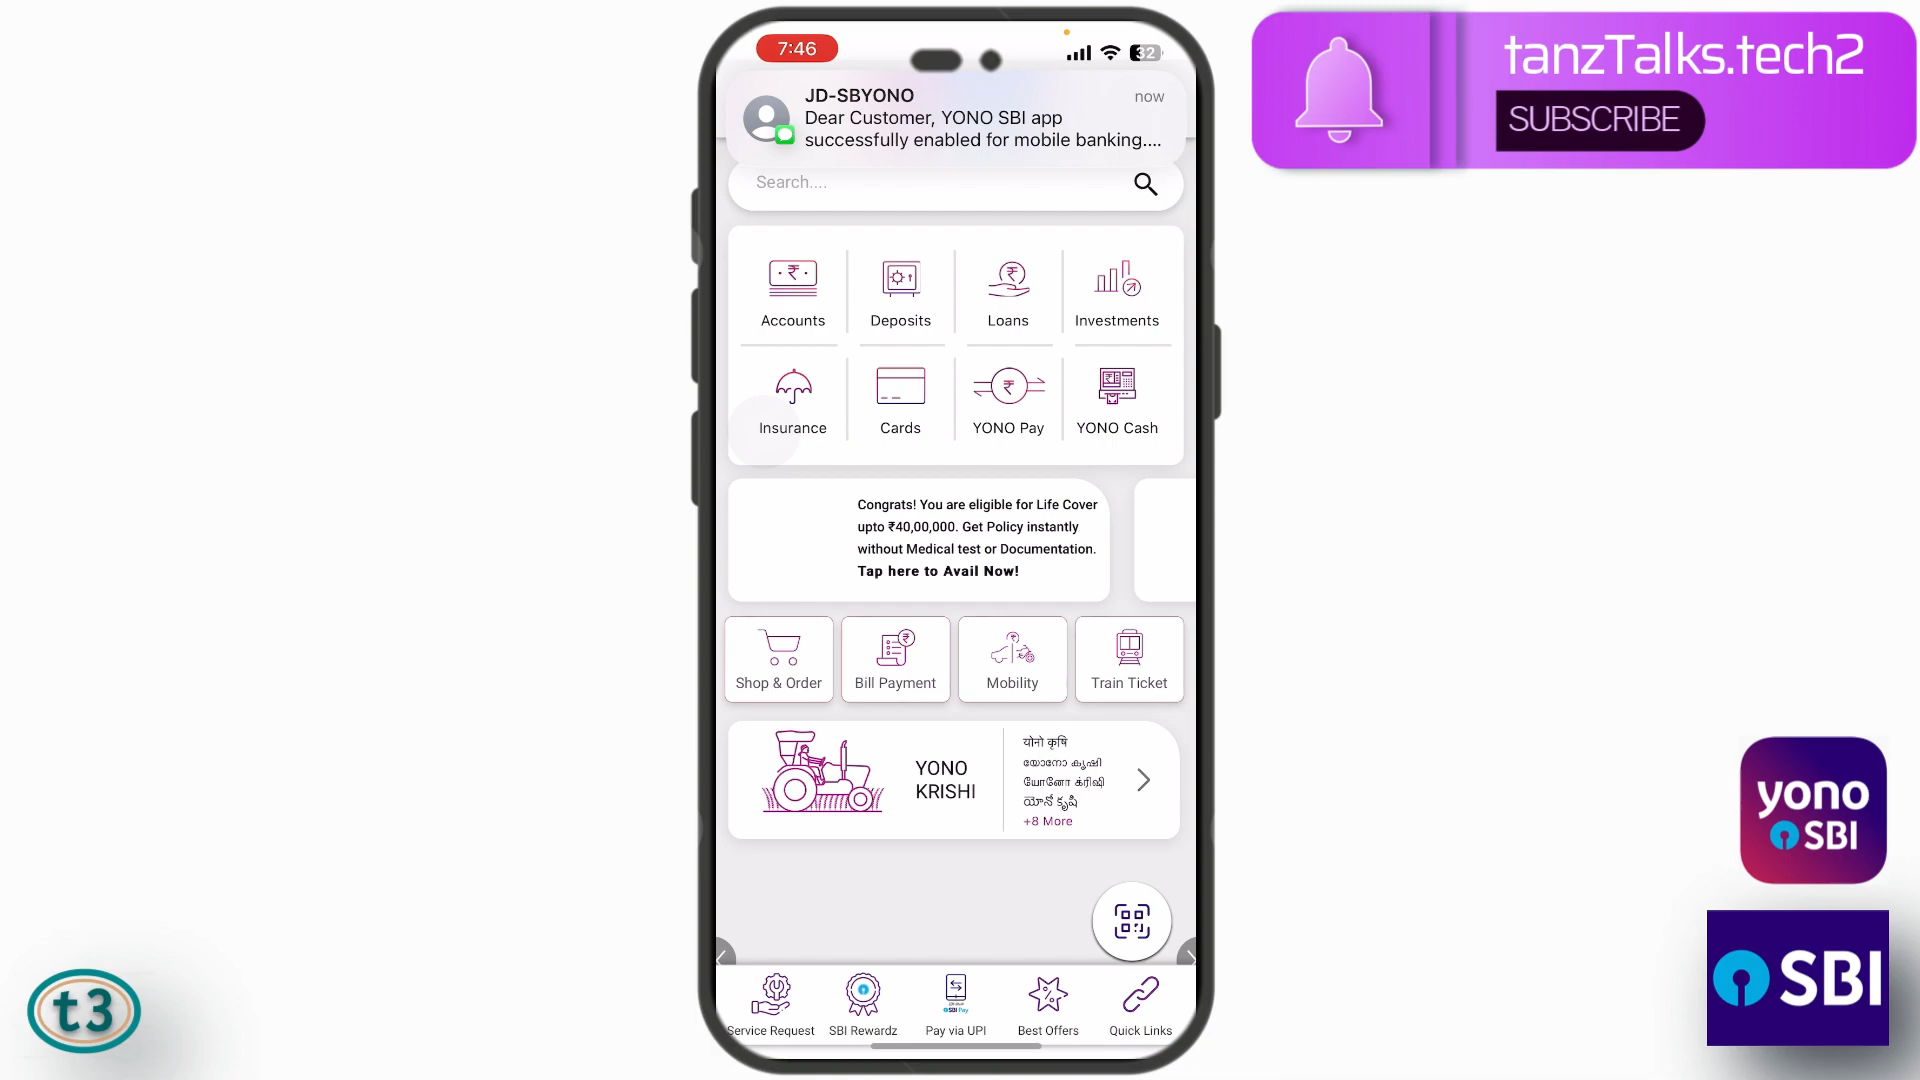 7:46
32
JD-SBYONO
now
Dear Customer, YONO SBI app
successfully enabled for mobile banking....
Search....
Accounts
Deposits
Loans
Investments
Insurance
Cards
YONO Pay
YONO Cash
Congrats! You are eligible for Life Cover
upto ₹40,00,000. Get Policy instantly
without Medical test or Documentation.
Tap here to Avail Now!
Shop & Order
Bill Payment
Mobility
Train Ticket
YONO
KRISHI
योनो कृषि
യോനോ കൃഷി
யோனோ க்ரிஷி
యోనో కృషి
+8 More
SBI Pay
Service Request
SBI Rewardz
Pay via UPI
Best Offers
Quick Links
tanzTalks.tech2
SUBSCRIBE
yono
SBI
SBI
t3